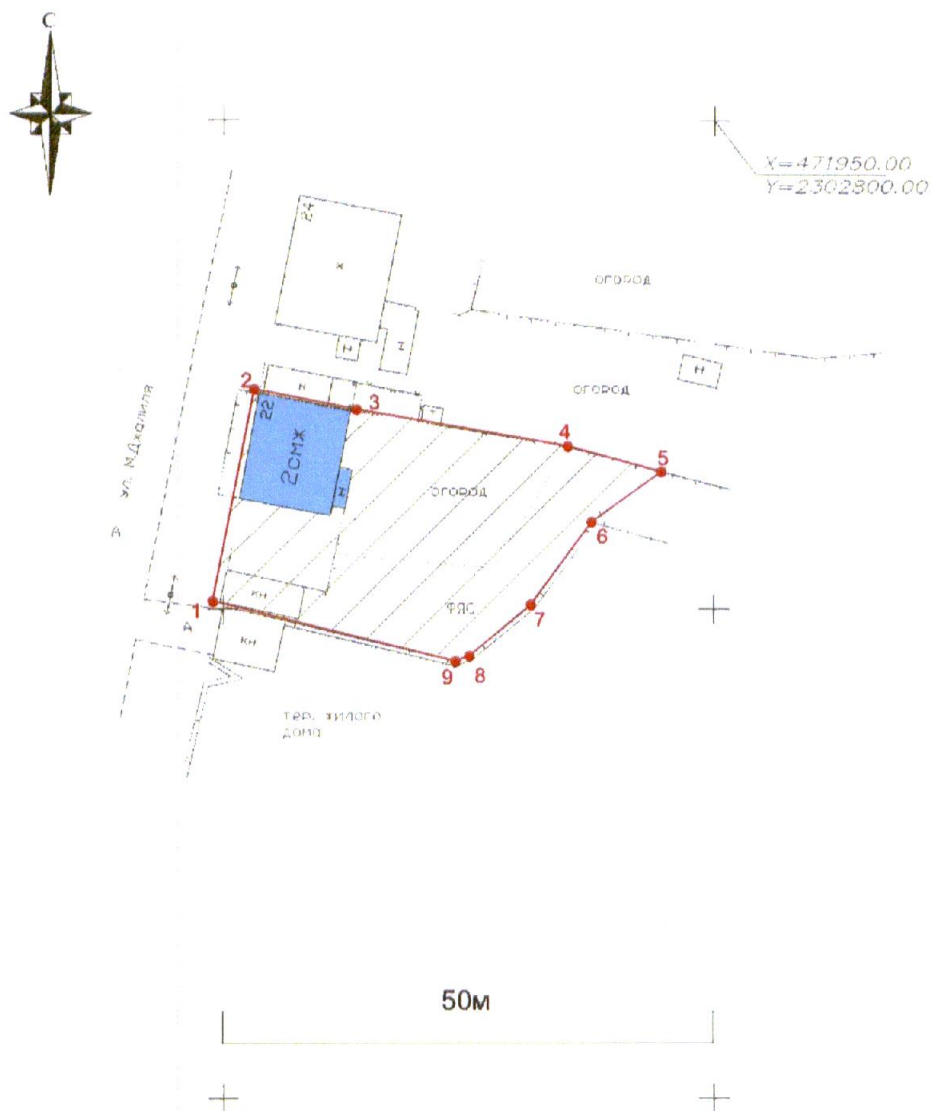 С
X=471950.00
Y=2302800.00
24
ж
огород
н
н
н
н
огород
2
3
22
4
5
2смж
н
огород
ул. М.Джалиля
6
А
кн
1
7
А
кн
9
8
тер. жилого
дома
50м